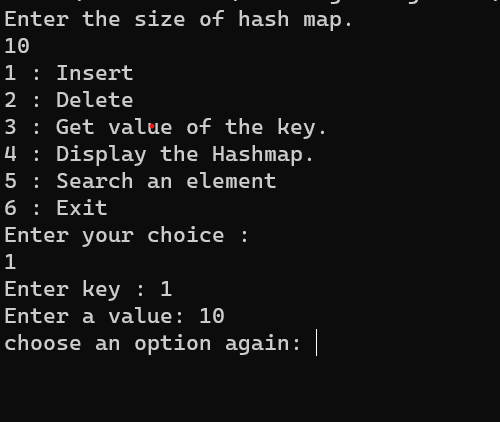 Enter the size of hash map.
10
1 : Insert
2 : Delete
3 : Get value of the key.
4 : Display the Hashmap.
5 : Search an element
6 : Exit
Enter your choice :
1
Enter key : 1
Enter a value: 10
choose an option again: